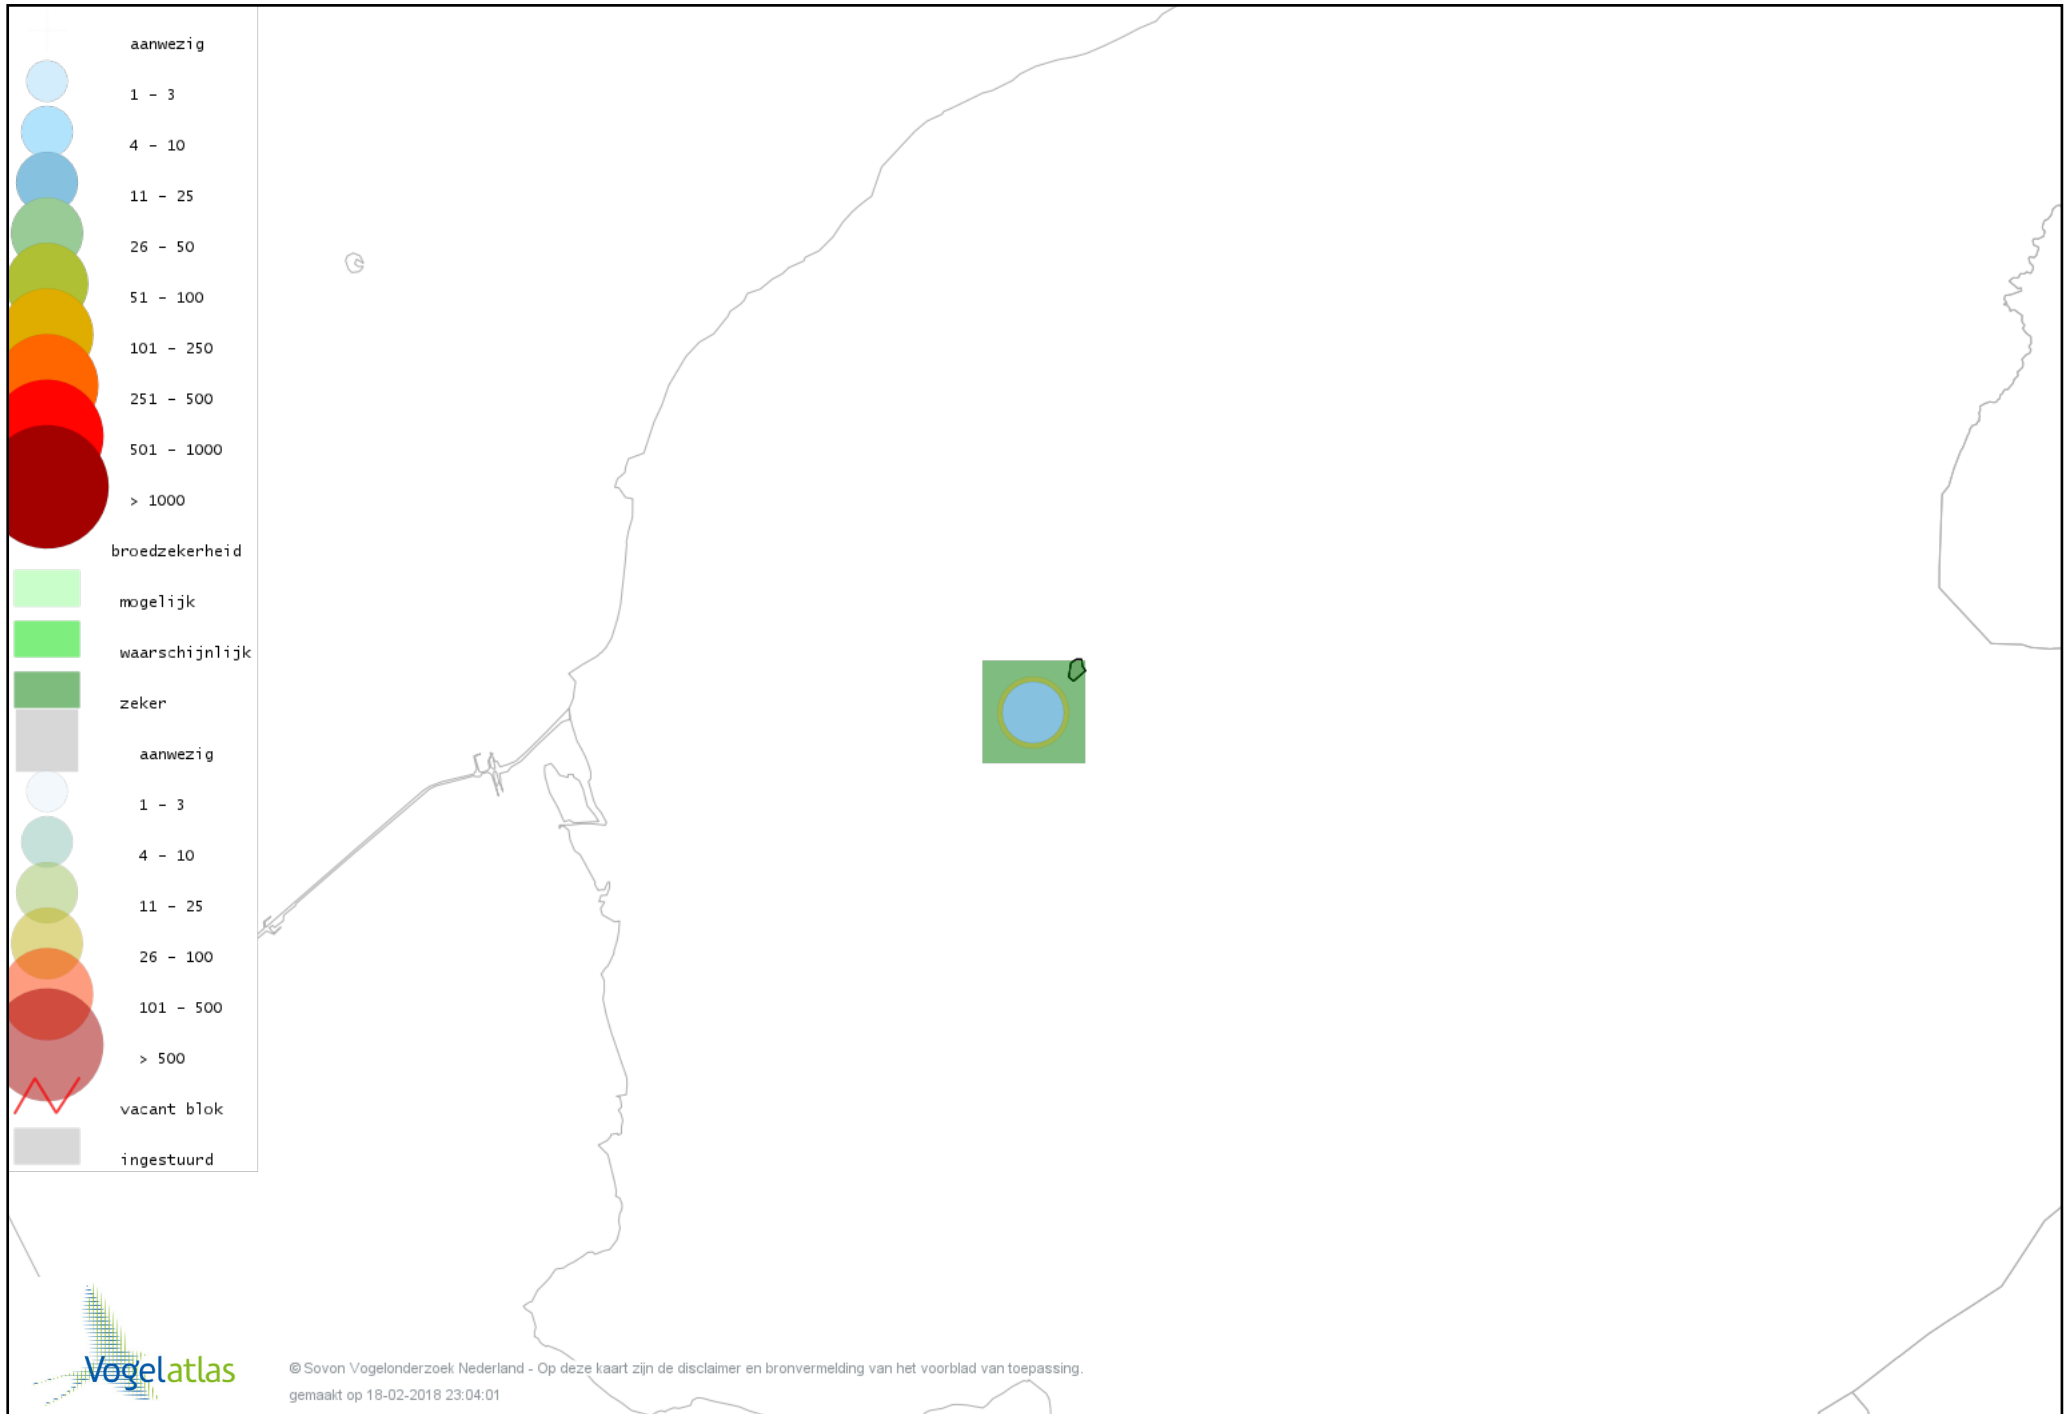 aanwezig
1 - 3
4 - 10
11 - 25
26 - 50
51 - 100
101 - 250
251 - 500
501 - 1000
> 1000
broedzekerheid
mogelijk
waarschijnlijk
zeker
aanwezig
1 - 3
4 - 10
11 - 25
26 - 100
101 - 500
> 500
vacant blok
ingestuurd
Vogelatlas
© Sovon Vogelonderzoek Nederland - Op deze kaart zijn de disclaimer en bronvermelding van het voorblad van toepassing.
gemaakt op 18-02-2018 23:04:01